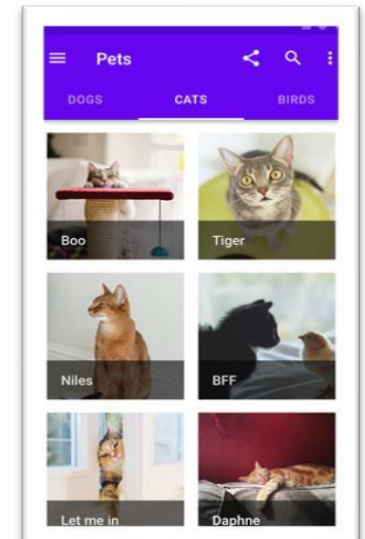 Pets
DOGS CATS BIRDS
Boo Tiger
Niles BFF
Let me in Daphne